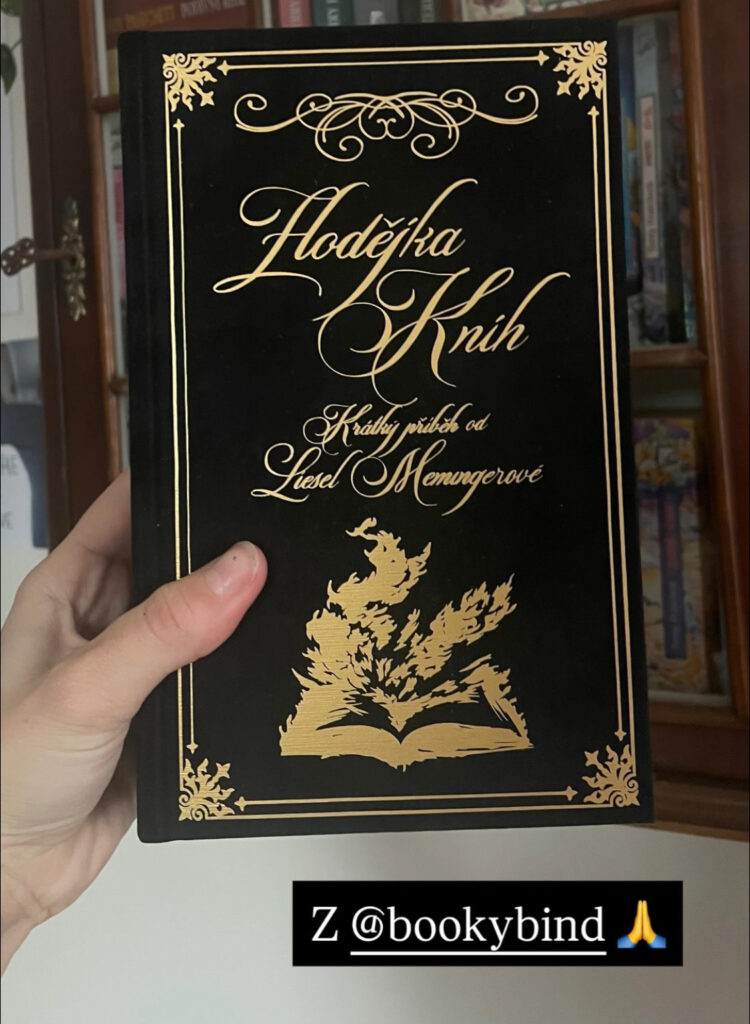 Zlodějka
Knih
Krátký příběh od
Liesel Memingerové
Z @bookybind 🙏